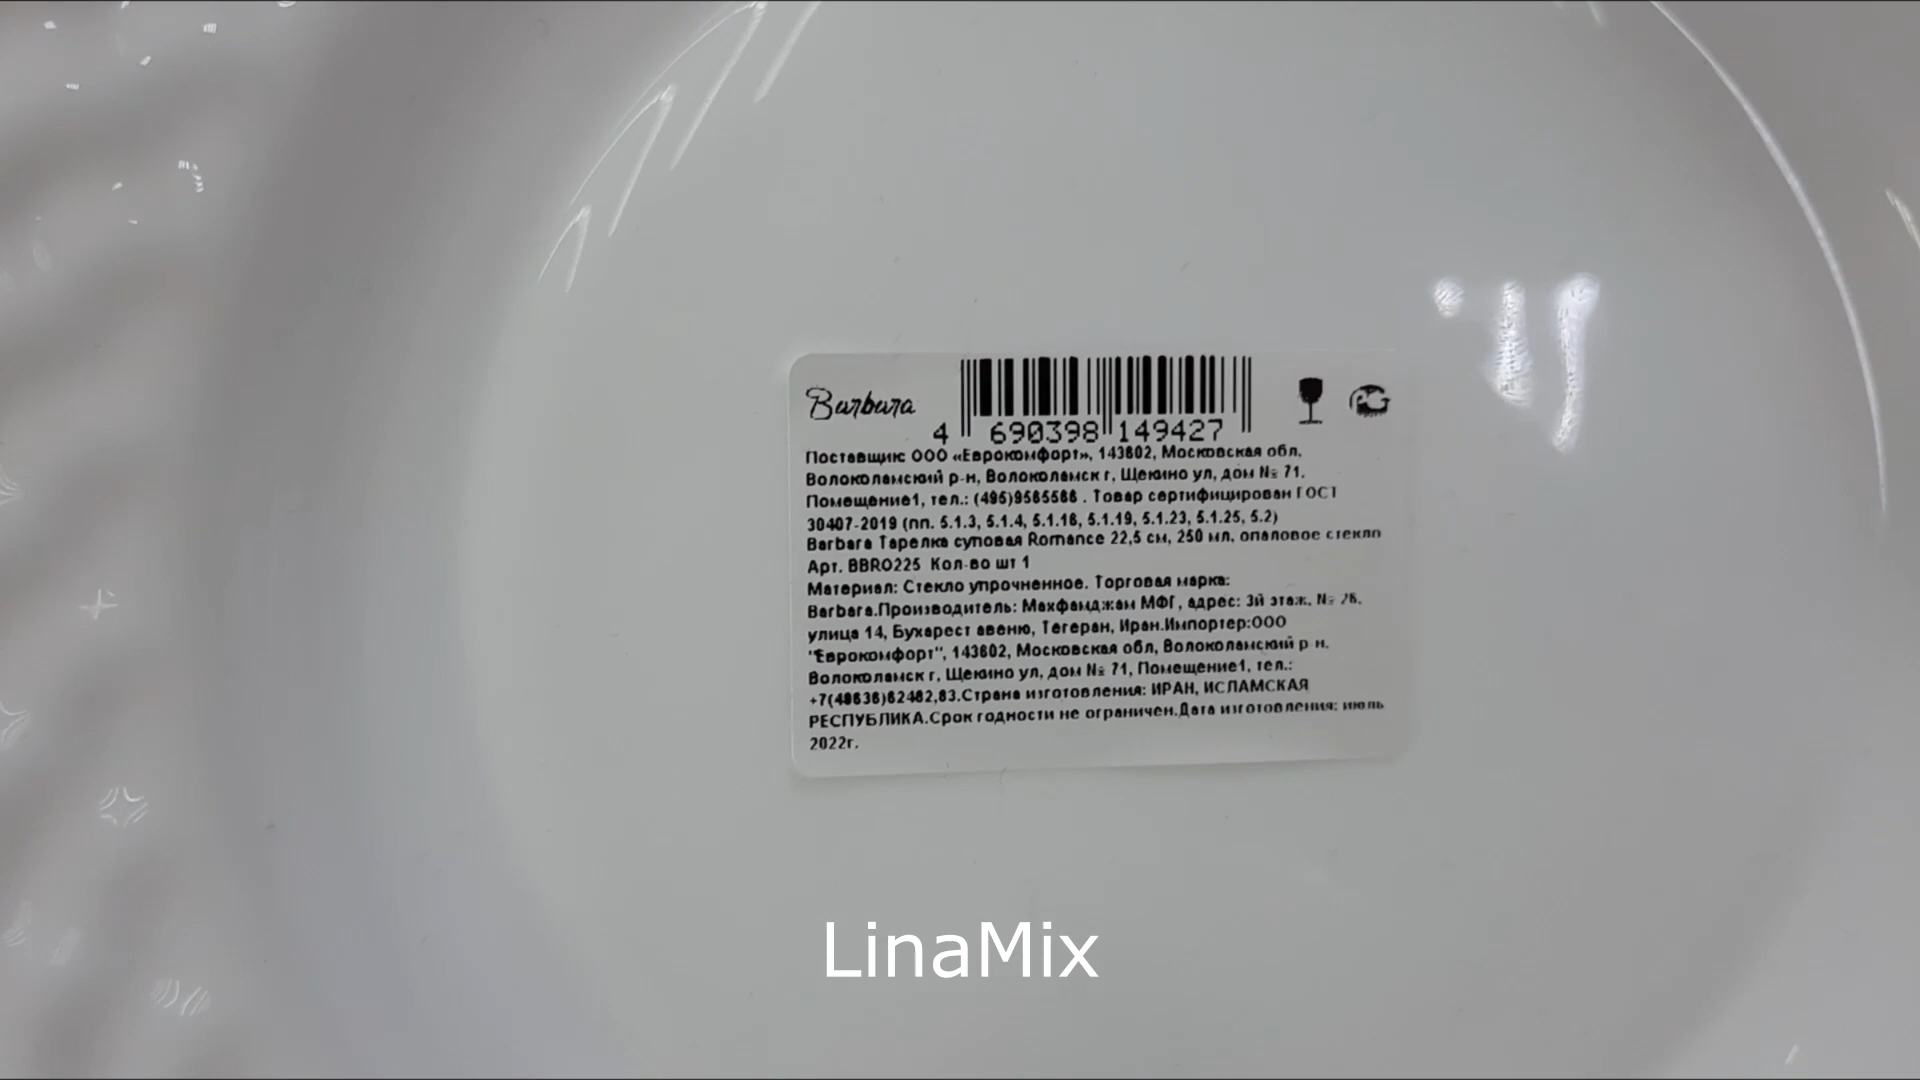 Barbara
4 690398 149427
Поставщик: ООО «Еврокомфорт», 143602, Московская обл,
Волоколамский р-н, Волоколамск г, Щекино ул, дом № 71,
Помещение1, тел.: (495)9565566 . Товар сертифицирован ГОСТ
30407-2019 (пп. 5.1.3, 5.1.4, 5.1.16, 5.1.19, 5.1.23, 5.1.25, 5.2)
Barbara Тарелка суповая Romance 22,5 см, 250 мл, опаловое стекло
Арт. BBRO225 Кол-во шт 1
Материал: Стекло упрочненное. Торговая марка:
Barbara.Производитель: Махфамджам МФГ, адрес: 3й этаж, № 26,
улица 14, Бухарест авеню, Тегеран, Иран.Импортер:ООО
"Еврокомфорт", 143602, Московская обл, Волоколамский р-н,
Волоколамск г, Щекино ул, дом № 71, Помещение1, тел.:
+7(49636)62462,63.Страна изготовления: ИРАН, ИСЛАМСКАЯ
РЕСПУБЛИКА.Срок годности не ограничен.Дата изготовления: июль
2022г.
LinaMix